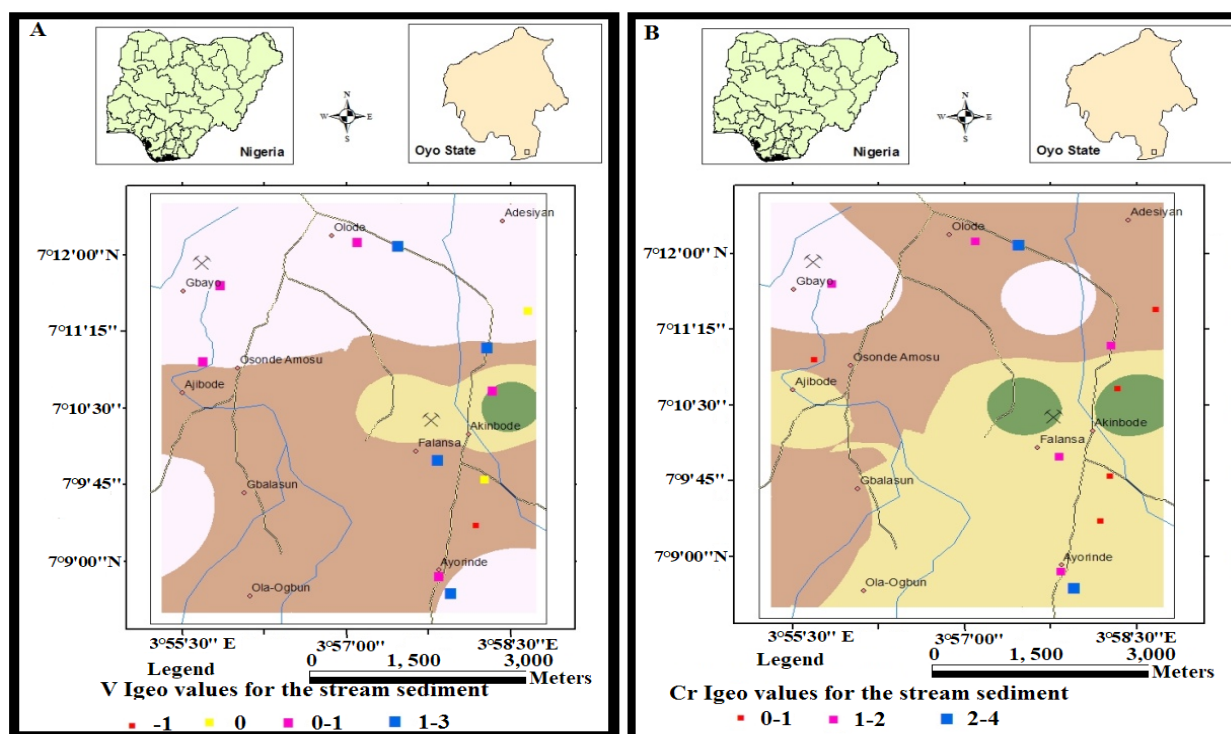 A
Nigeria
N
W E
S
Oyo State
Adesiyan
Olode
Gbayo
Osonde Amosu
Ajibode
Akinbode
Falansa
Gbalasun
Ayorinde
Ola-Ogbun
7°12'00"N
7°11'15"
7°10'30"
7°9'45"
7°9'00"N
3°55'30" E
3°57'00"
3°58'30"E
Legend
0 1, 500 3,000
Meters
V Igeo values for the stream sediment
-1 0 0-1 1-3
B
Nigeria
N
W E
S
Oyo State
Adesiyan
Olode
Gbayo
Osonde Amosu
Ajibode
Akinbode
Falansa
Gbalasun
Ayorinde
Ola-Ogbun
7°12'00"N
7°11'15"
7°10'30"
7°9'45"
7°9'00"N
3°55'30" E
3°57'00"
3°58'30"E
Legend
0 1,500 3,000
Meters
Cr Igeo values for the stream sediment
0-1 1-2 2-4